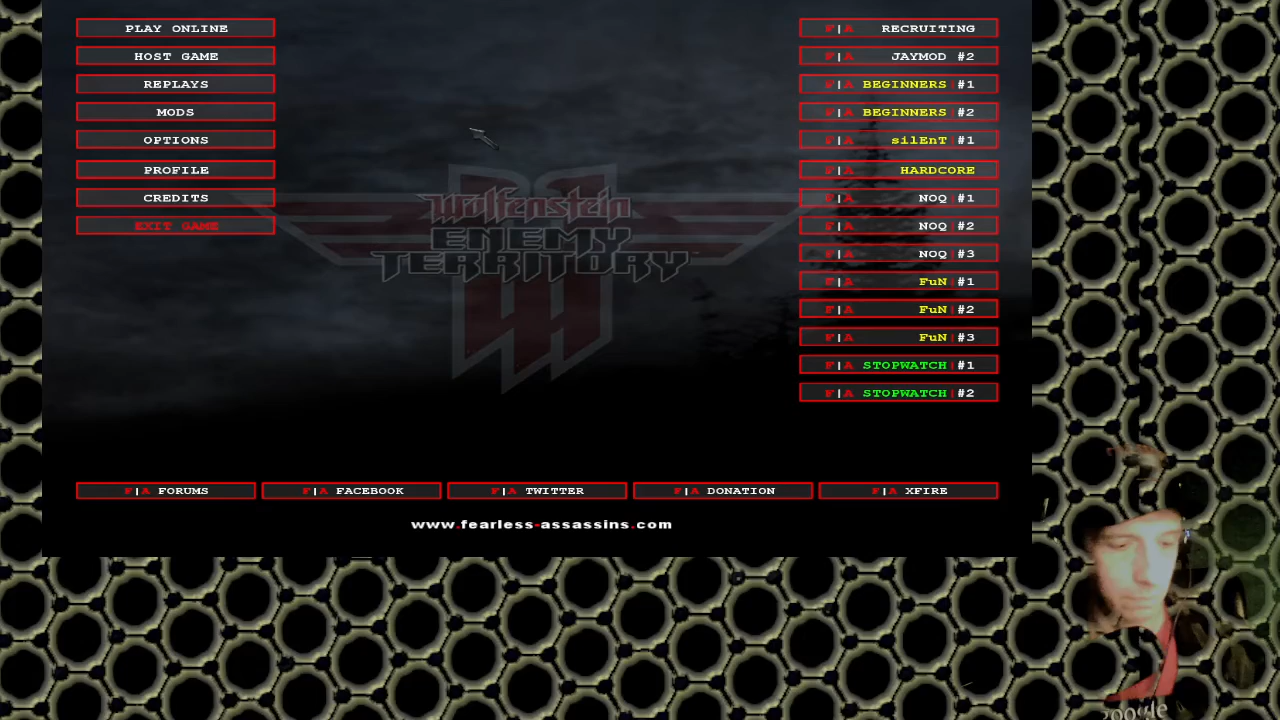 PLAY ONLINE
HOST GAME
REPLAYS
MODS
OPTIONS
PROFILE
CREDITS
EXIT GAME
F|A RECRUITING
F|A JAYMOD #2
F|A BEGINNERS #1
F|A BEGINNERS #2
F|A silEnT #1
F|A HARDCORE
F|A NOQ #1
F|A NOQ #2
F|A NOQ #3
F|A FuN #1
F|A FuN #2
F|A FuN #3
F|A STOPWATCH #1
F|A STOPWATCH #2
Wolfenstein
ENEMY
TERRITORY
F|A FORUMS
F|A FACEBOOK
F|A TWITTER
F|A DONATION
F|A XFIRE
www.fearless-assassins.com